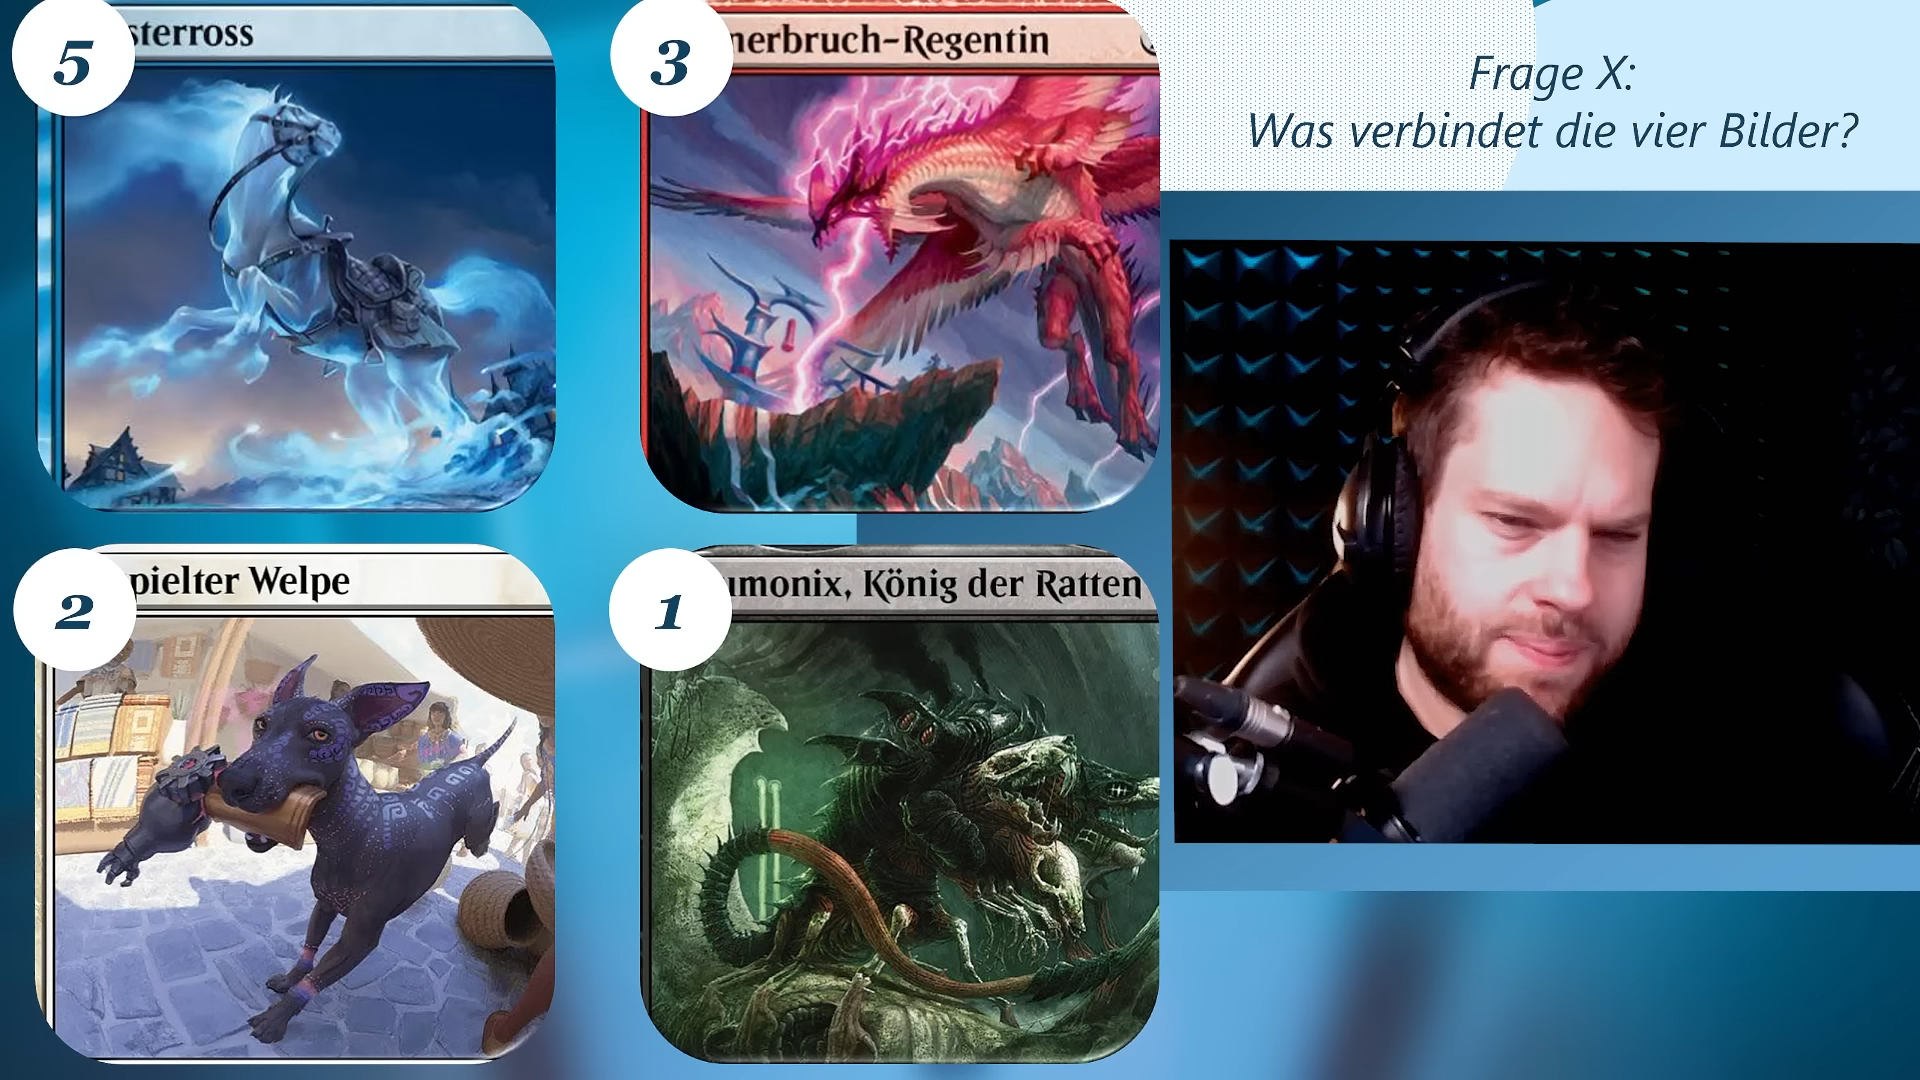 5
sterross
3
nerbruch-Regentin
Frage X:
Was verbindet die vier Bilder?
2
pielter Welpe
1
umonix, König der Ratten